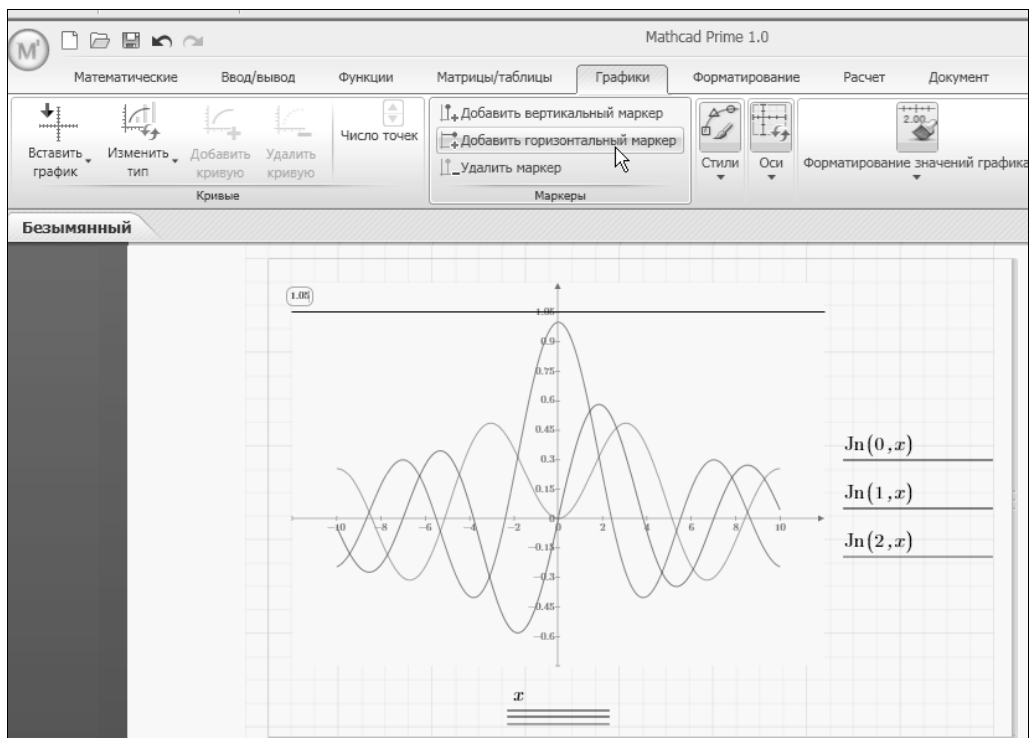 Mathcad Prime 1.0
Математические Ввод/вывод Функции Матрицы/таблицы Графики Форматирование Расчет Документ
Вставить график
Изменить тип
Добавить кривую
Удалить кривую
Число точек
Кривые
Добавить вертикальный маркер
Добавить горизонтальный маркер
Удалить маркер
Маркеры
Стили
Оси
2.00
Форматирование значений графика
Безымянный
1.05
1.05
0.9
0.75
0.6
0.45
0.3
0.15
0
-10 -8 -6 -4 -2 0 2 4 6 8 10
-0.15
-0.3
-0.45
-0.6
Jn(0,x)
Jn(1,x)
Jn(2,x)
x